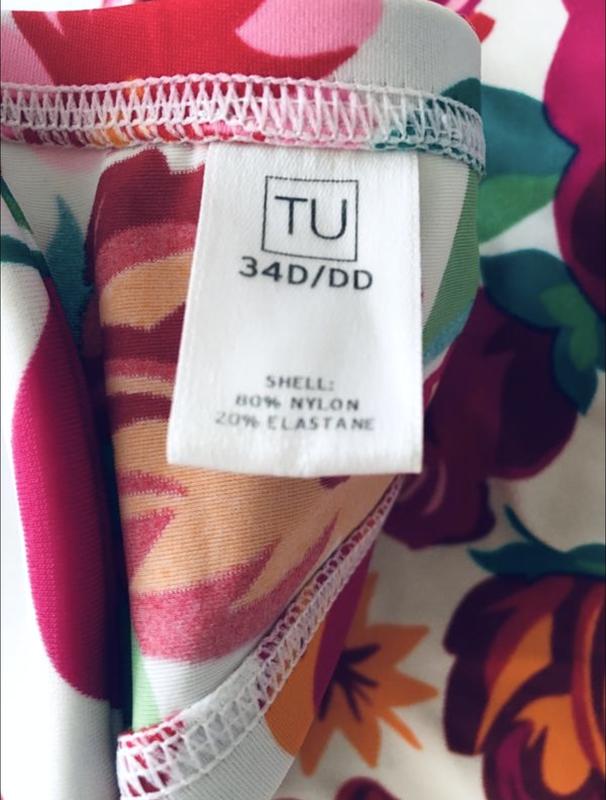 TU
34D/DD
SHELL:
80% NYLON
20% ELASTANE